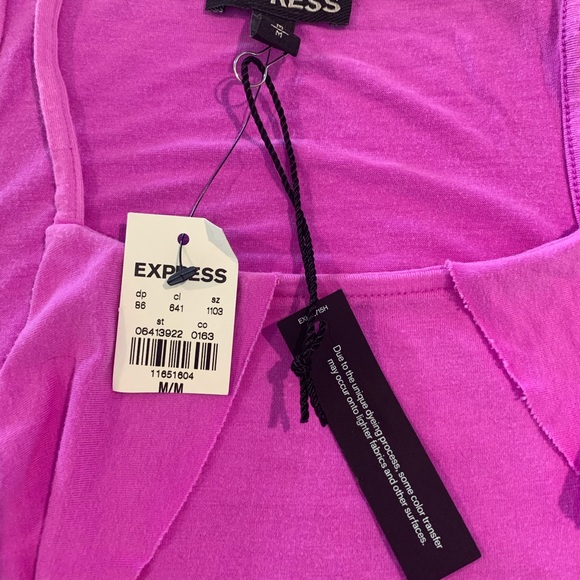 EXPRESS
EXPRESS
dp cl sz
86 641 1103
st co
06413922 0163
11651604
M/M
Due to the unique dyeing process, some color transfer
may occur onto lighter fabrics and other surfaces.